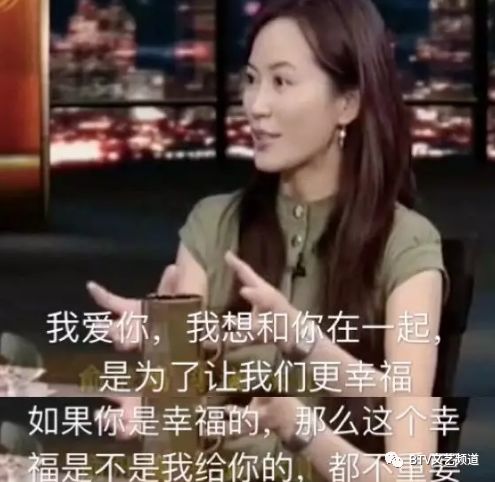 我爱你，我想和你在一起，
是为了让我们更幸福
如果你是幸福的，那么这个幸
福是不是我给你的，都不重要
BTV文艺频道